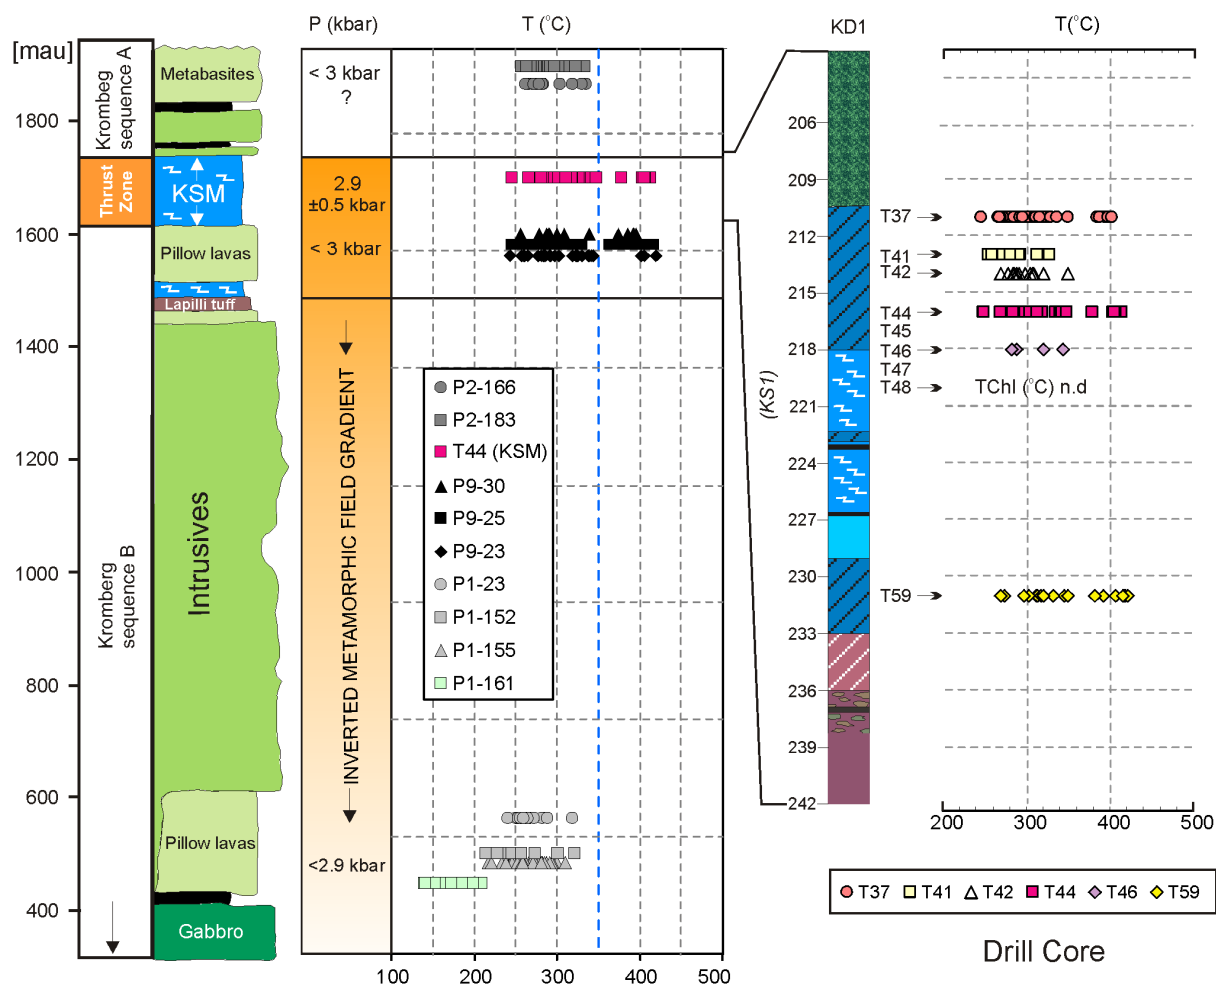 P (kbar)
T (°C)
KD1
T(°C)
[mau]
1800
1600
1400
1200
1000
800
600
400
Krombeg
sequence A
Thrust
Zone
Kromberg
sequence B
Metabasites
KSM
Pillow lavas
Lapilli tuff
Intrusives
Pillow lavas
Gabbro
< 3 kbar
?
2.9
±0.5 kbar
< 3 kbar
INVERTED METAMORPHIC FIELD GRADIENT
<2.9 kbar
P2-166
P2-183
T44 (KSM)
P9-30
P9-25
P9-23
P1-23
P1-152
P1-155
P1-161
100
200
300
400
500
(KS1)
206
209
212
215
218
221
224
227
230
233
236
239
242
T37
T41
T42
T44
T45
T46
T47
T48
T59
TChl (°C) n.d
200
300
400
500
T37
T41
T42
T44
T46
T59
Drill Core